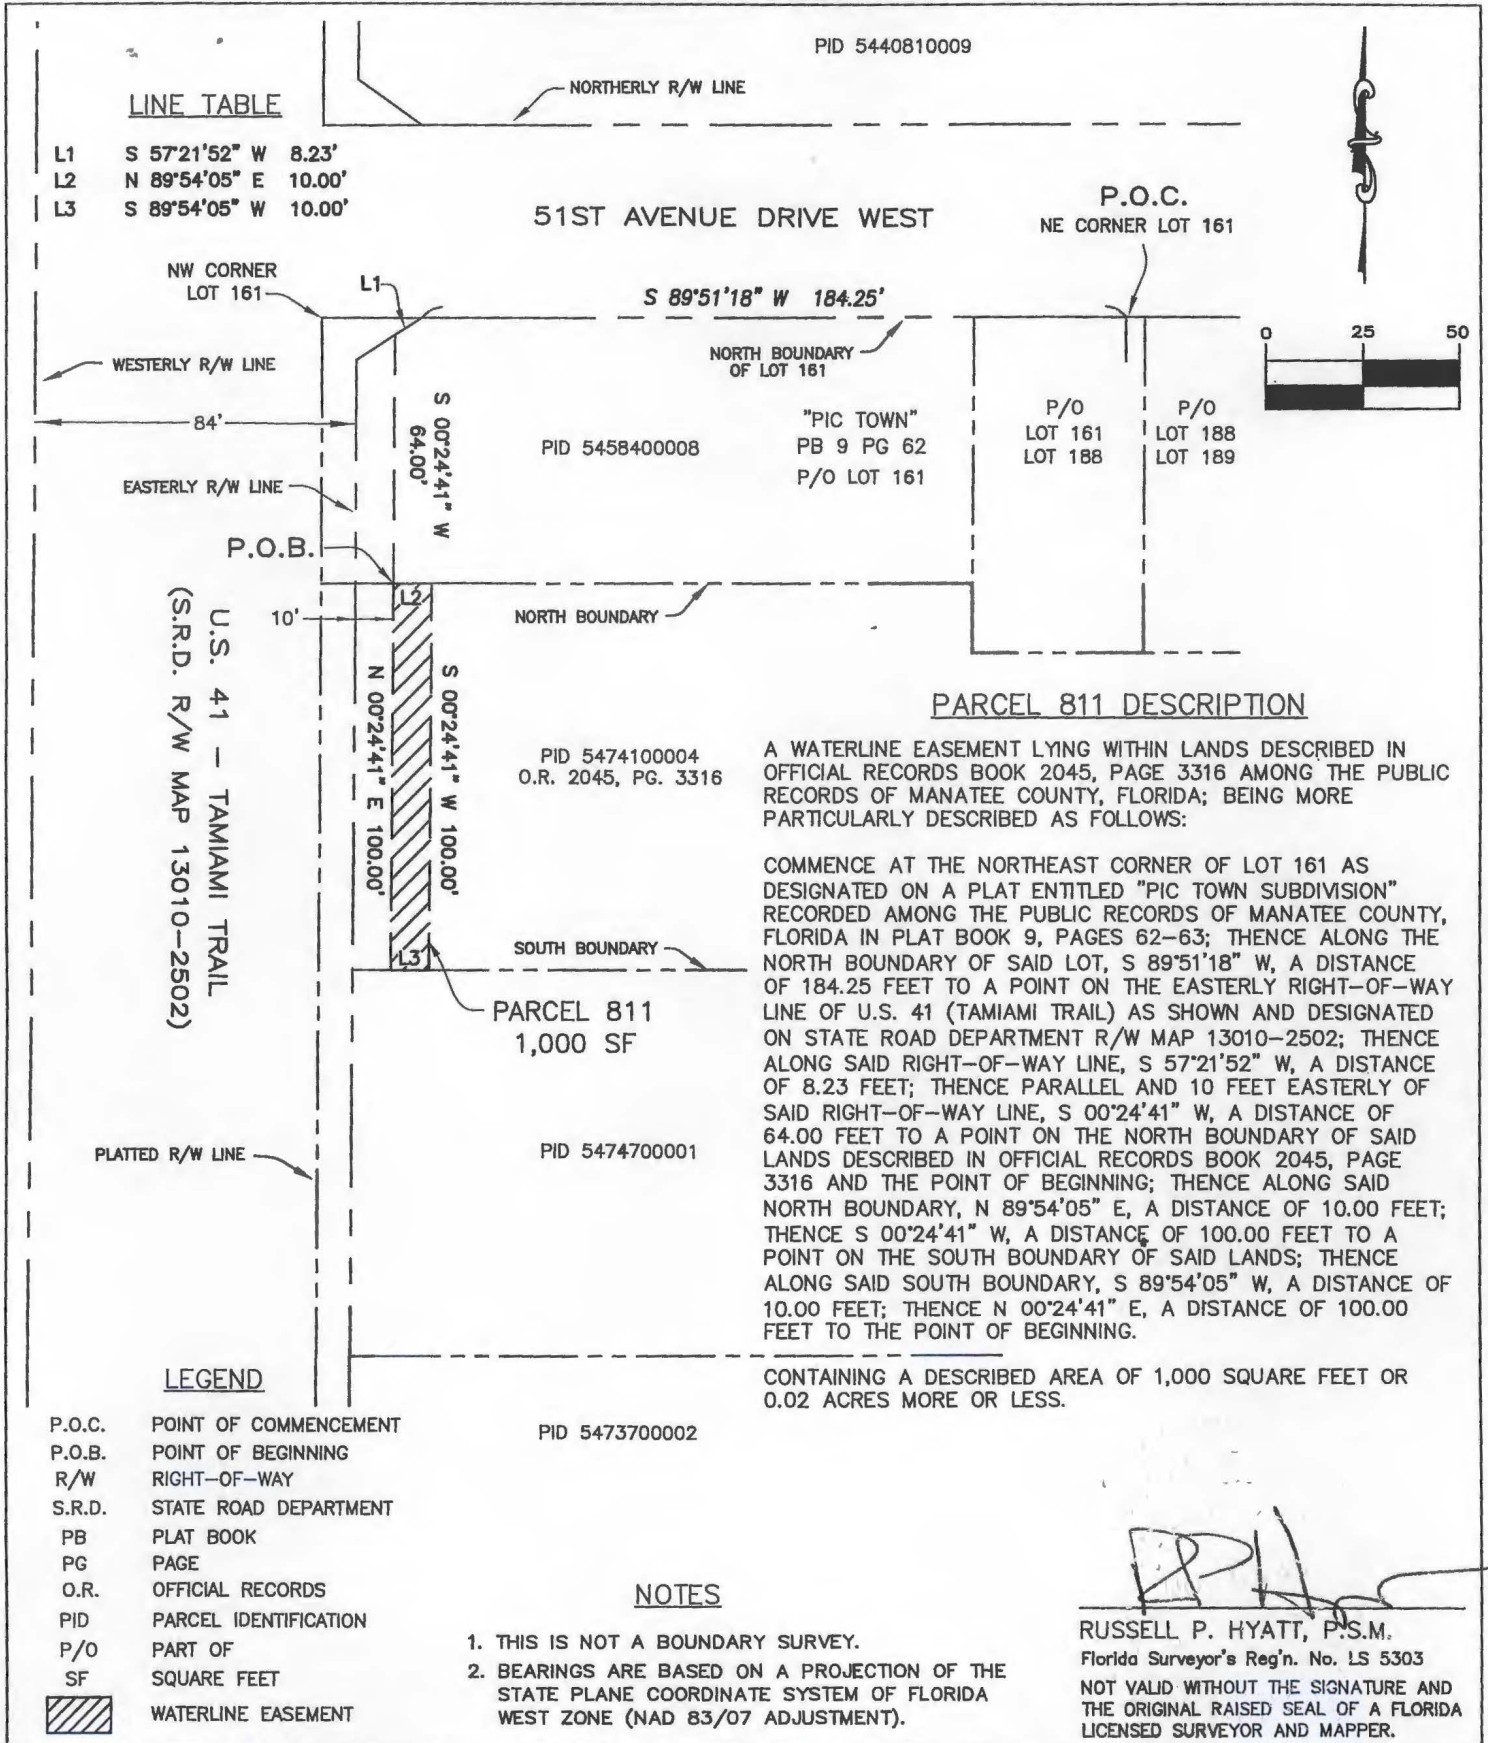 PID 5440810009
NORTHERLY R/W LINE
LINE TABLE
L1 S 57°21'52" W 8.23'
L2 N 89°54'05" E 10.00'
L3 S 89°54'05" W 10.00'
51ST AVENUE DRIVE WEST
P.O.C.
NE CORNER LOT 161
NW CORNER
LOT 161
L1
S 89°51'18" W 184.25'
0 25 50
WESTERLY R/W LINE
NORTH BOUNDARY
OF LOT 161
84'
S 00°24'41" W
64.00'
PID 5458400008
"PIC TOWN"
PB 9 PG 62
P/O LOT 161
P/O
LOT 161
LOT 188
P/O
LOT 188
LOT 189
EASTERLY R/W LINE
P.O.B.
L2
10'
NORTH BOUNDARY
U.S. 41 – TAMIAMI TRAIL
(S.R.D. R/W MAP 13010–2502)
N 00°24'41" E 100.00'
S 00°24'41" W 100.00'
PID 5474100004
O.R. 2045, PG. 3316
SOUTH BOUNDARY
L3
PARCEL 811
1,000 SF
PLATTED R/W LINE
PID 5474700001
PID 5473700002
PARCEL 811 DESCRIPTION
A WATERLINE EASEMENT LYING WITHIN LANDS DESCRIBED IN
OFFICIAL RECORDS BOOK 2045, PAGE 3316 AMONG THE PUBLIC
RECORDS OF MANATEE COUNTY, FLORIDA; BEING MORE
PARTICULARLY DESCRIBED AS FOLLOWS:
COMMENCE AT THE NORTHEAST CORNER OF LOT 161 AS
DESIGNATED ON A PLAT ENTITLED "PIC TOWN SUBDIVISION"
RECORDED AMONG THE PUBLIC RECORDS OF MANATEE COUNTY,
FLORIDA IN PLAT BOOK 9, PAGES 62–63; THENCE ALONG THE
NORTH BOUNDARY OF SAID LOT, S 89°51'18" W, A DISTANCE
OF 184.25 FEET TO A POINT ON THE EASTERLY RIGHT–OF–WAY
LINE OF U.S. 41 (TAMIAMI TRAIL) AS SHOWN AND DESIGNATED
ON STATE ROAD DEPARTMENT R/W MAP 13010–2502; THENCE
ALONG SAID RIGHT–OF–WAY LINE, S 57°21'52" W, A DISTANCE
OF 8.23 FEET; THENCE PARALLEL AND 10 FEET EASTERLY OF
SAID RIGHT–OF–WAY LINE, S 00°24'41" W, A DISTANCE OF
64.00 FEET TO A POINT ON THE NORTH BOUNDARY OF SAID
LANDS DESCRIBED IN OFFICIAL RECORDS BOOK 2045, PAGE
3316 AND THE POINT OF BEGINNING; THENCE ALONG SAID
NORTH BOUNDARY, N 89°54'05" E, A DISTANCE OF 10.00 FEET;
THENCE S 00°24'41" W, A DISTANCE OF 100.00 FEET TO A
POINT ON THE SOUTH BOUNDARY OF SAID LANDS; THENCE
ALONG SAID SOUTH BOUNDARY, S 89°54'05" W, A DISTANCE OF
10.00 FEET; THENCE N 00°24'41" E, A DISTANCE OF 100.00
FEET TO THE POINT OF BEGINNING.
CONTAINING A DESCRIBED AREA OF 1,000 SQUARE FEET OR
0.02 ACRES MORE OR LESS.
LEGEND
P.O.C. POINT OF COMMENCEMENT
P.O.B. POINT OF BEGINNING
R/W RIGHT–OF–WAY
S.R.D. STATE ROAD DEPARTMENT
PB PLAT BOOK
PG PAGE
O.R. OFFICIAL RECORDS
PID PARCEL IDENTIFICATION
P/O PART OF
SF SQUARE FEET
WATERLINE EASEMENT
NOTES
1. THIS IS NOT A BOUNDARY SURVEY.
2. BEARINGS ARE BASED ON A PROJECTION OF THE
STATE PLANE COORDINATE SYSTEM OF FLORIDA
WEST ZONE (NAD 83/07 ADJUSTMENT).
RUSSELL P. HYATT, P.S.M.
Florida Surveyor's Reg'n. No. LS 5303
NOT VALID WITHOUT THE SIGNATURE AND
THE ORIGINAL RAISED SEAL OF A FLORIDA
LICENSED SURVEYOR AND MAPPER.